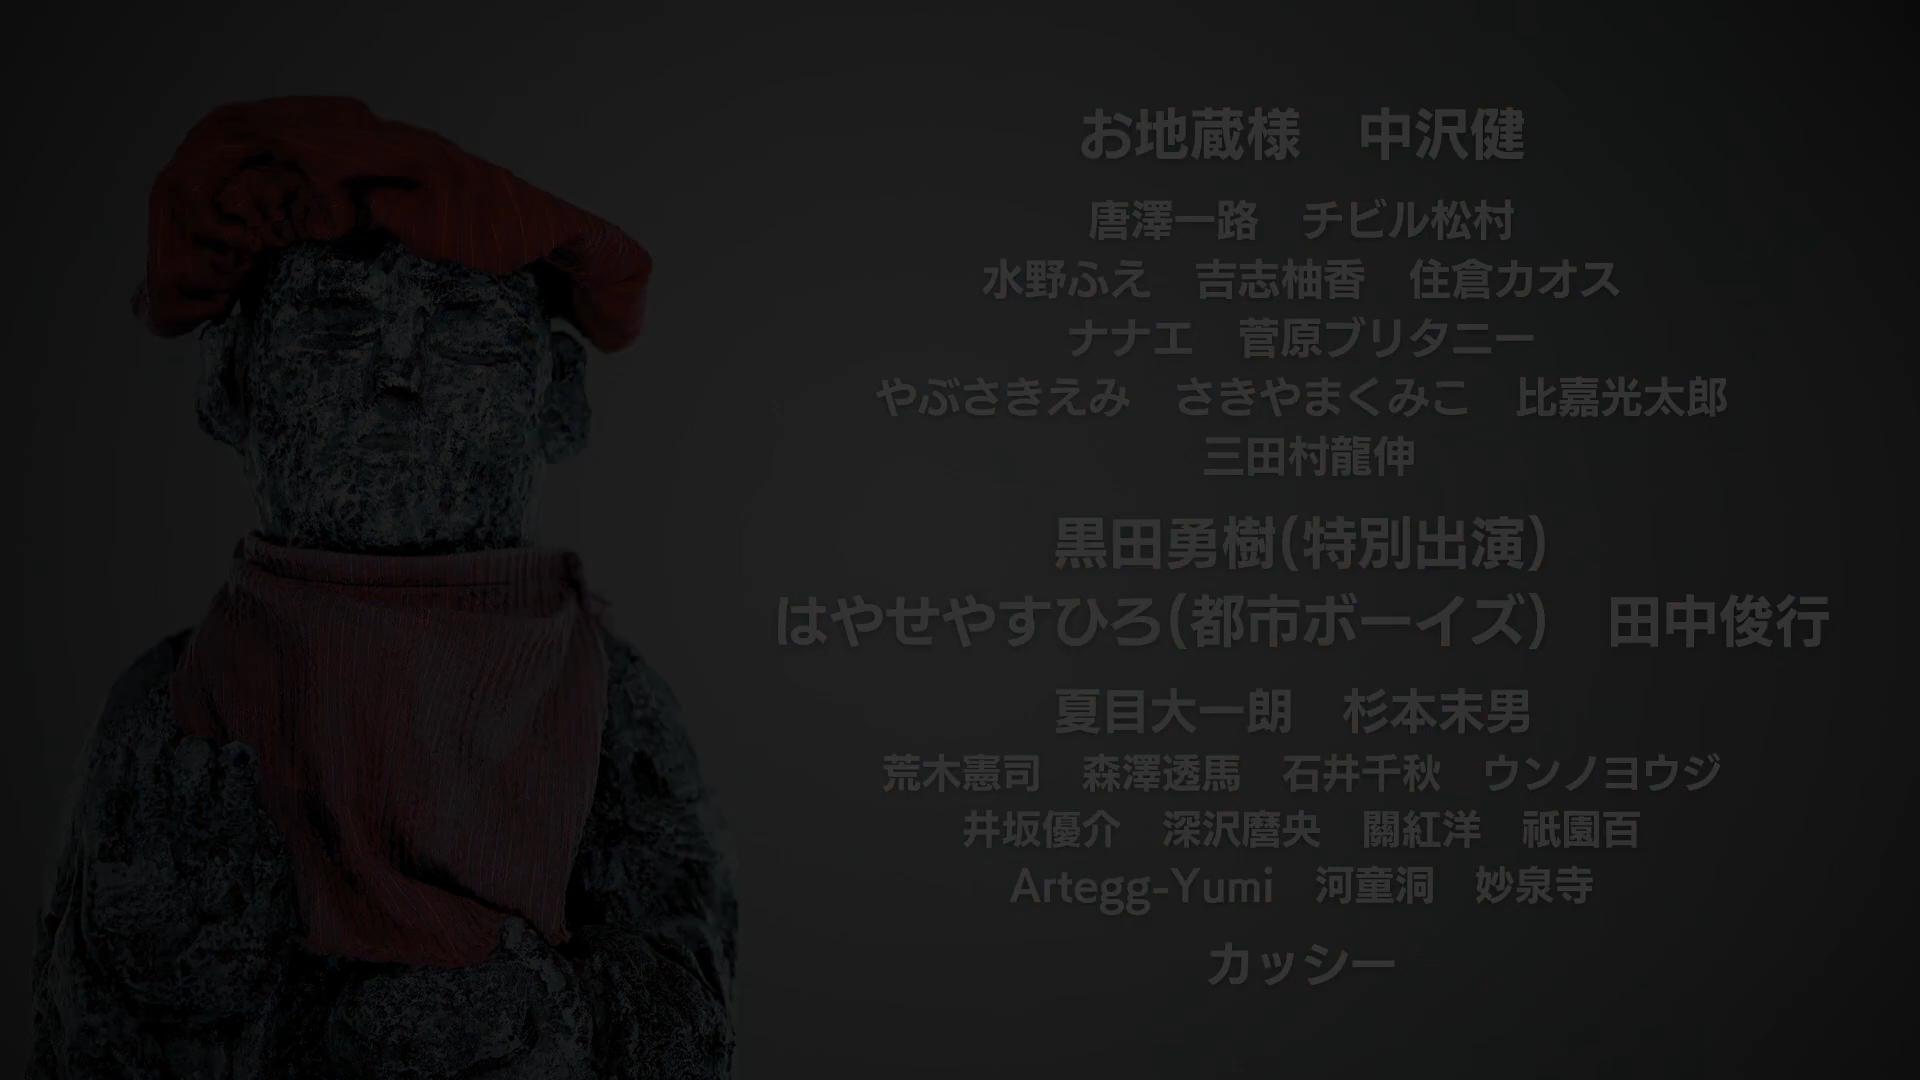 お地蔵様　中沢健
唐澤一路　チビル松村
水野ふえ　吉志柚香　住倉カオス
ナナエ　菅原ブリタニー
やぶさきえみ　さきやまくみこ　比嘉光太郎
三田村龍伸
黒田勇樹(特別出演)
はやせやすひろ(都市ボーイズ)　田中俊行
夏目大一朗　杉本末男
荒木憲司　森澤透馬　石井千秋　ウンノヨウジ
井坂優介　深沢磨央　關紅洋　祇園百
Artegg-Yumi　河童洞　妙泉寺
カッシー